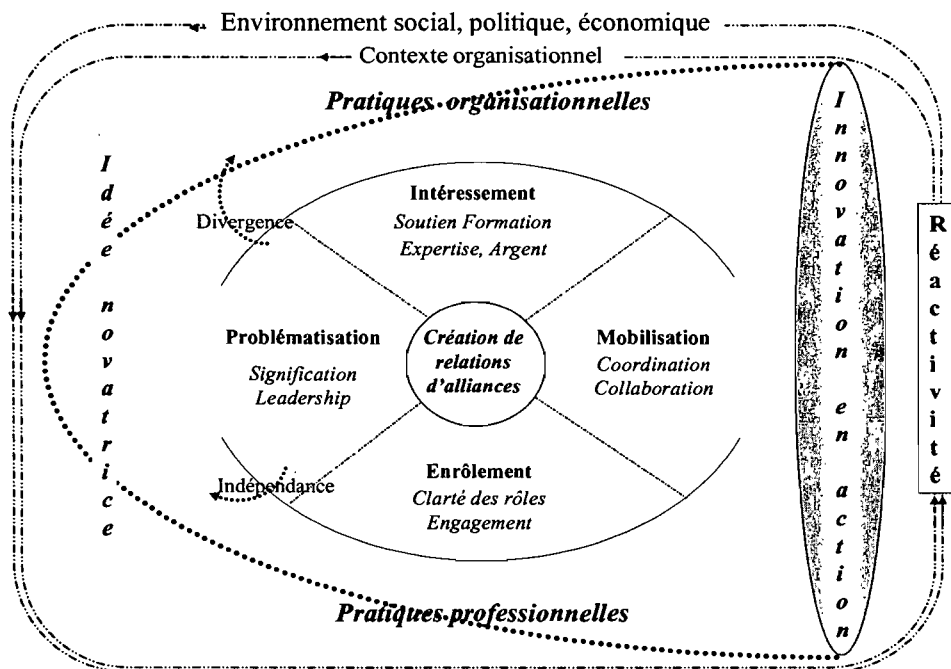 Environnement social, politique, économique
Contexte organisationnel
Pratiques organisationnelles
Idée novatrice
Divergence
Intéressement
Soutien Formation
Expertise, Argent
Problématisation
Signification
Leadership
Création de
relations
d'alliances
Mobilisation
Coordination
Collaboration
Indépendance
Enrôlement
Clarté des rôles
Engagement
Pratiques professionnelles
Innovation en action
Réactivité